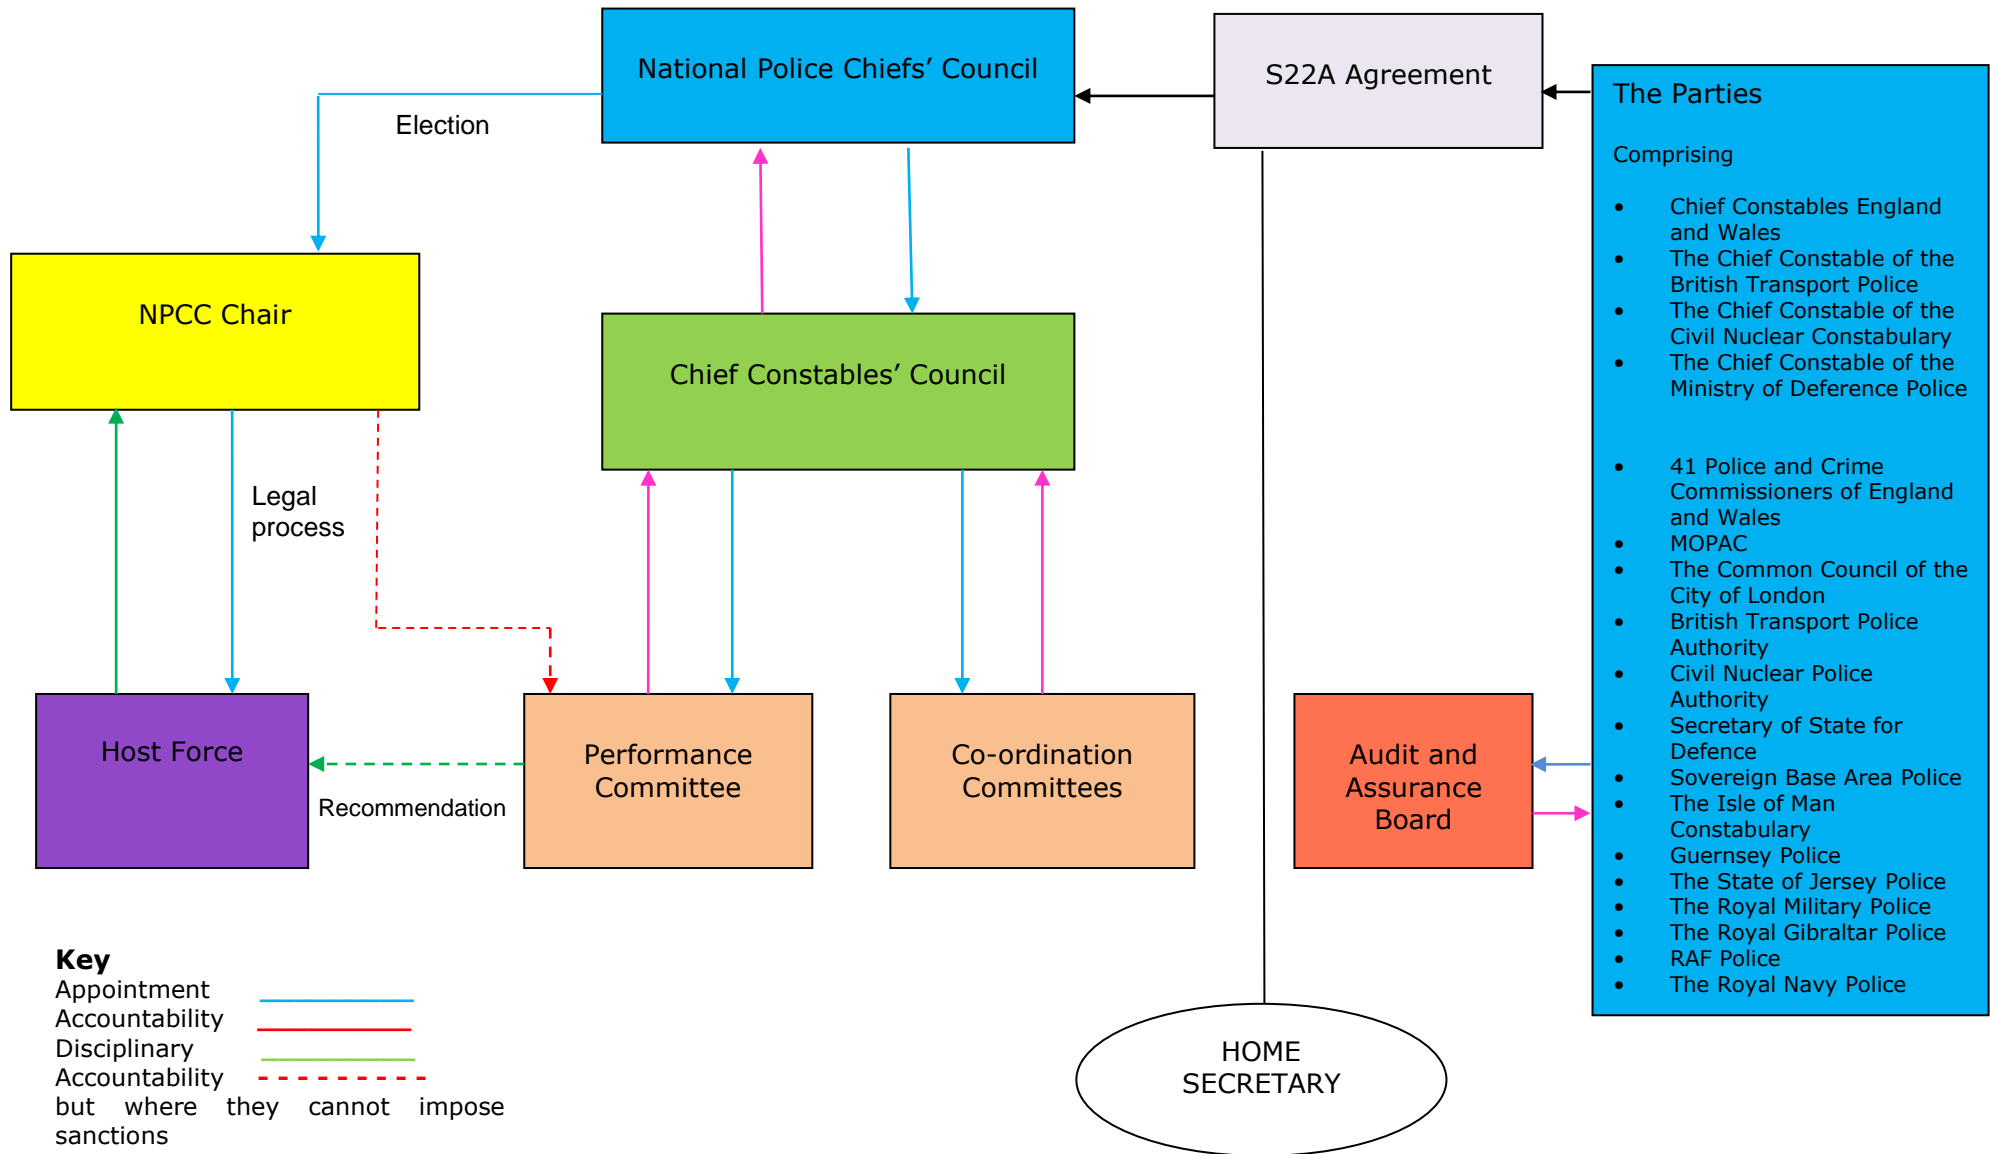 National Police Chiefs’ Council
S22A Agreement
Election
The Parties
Comprising
• Chief Constables England
and Wales
• The Chief Constable of the
British Transport Police
• The Chief Constable of the
Civil Nuclear Constabulary
• The Chief Constable of the
Ministry of Deference Police
• 41 Police and Crime
Commissioners of England
and Wales
• MOPAC
• The Common Council of the
City of London
• British Transport Police
Authority
• Civil Nuclear Police
Authority
• Secretary of State for
Defence
• Sovereign Base Area Police
• The Isle of Man
Constabulary
• Guernsey Police
• The State of Jersey Police
• The Royal Military Police
• The Royal Gibraltar Police
• RAF Police
• The Royal Navy Police
NPCC Chair
Chief Constables’ Council
Legal
process
Host Force
Recommendation
Performance
Committee
Co-ordination
Committees
Audit and
Assurance
Board
Key
Appointment
Accountability
Disciplinary
Accountability
but where they cannot impose
sanctions
HOME
SECRETARY